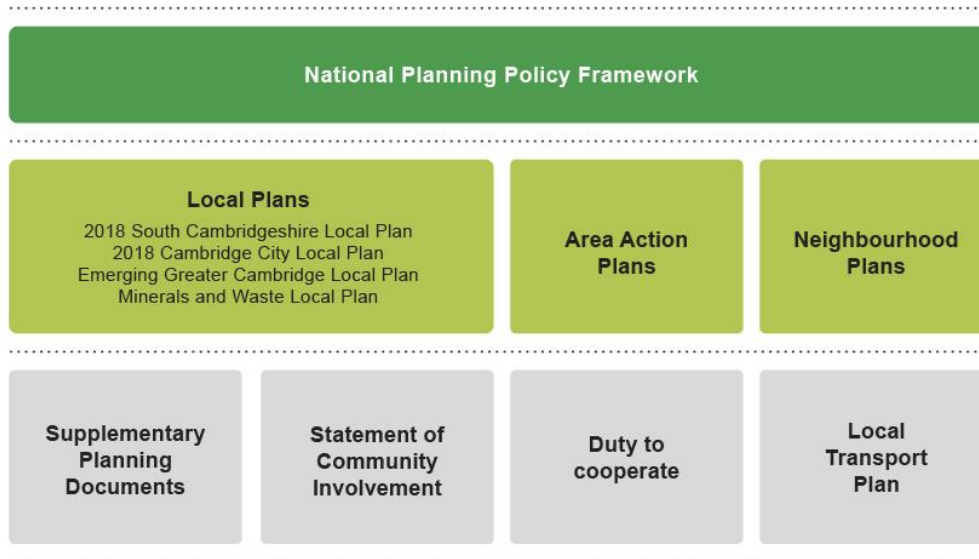 National Planning Policy Framework
Local Plans
2018 South Cambridgeshire Local Plan
2018 Cambridge City Local Plan
Emerging Greater Cambridge Local Plan
Minerals and Waste Local Plan
Area Action
Plans
Neighbourhood
Plans
Supplementary
Planning
Documents
Statement of
Community
Involvement
Duty to
cooperate
Local
Transport
Plan